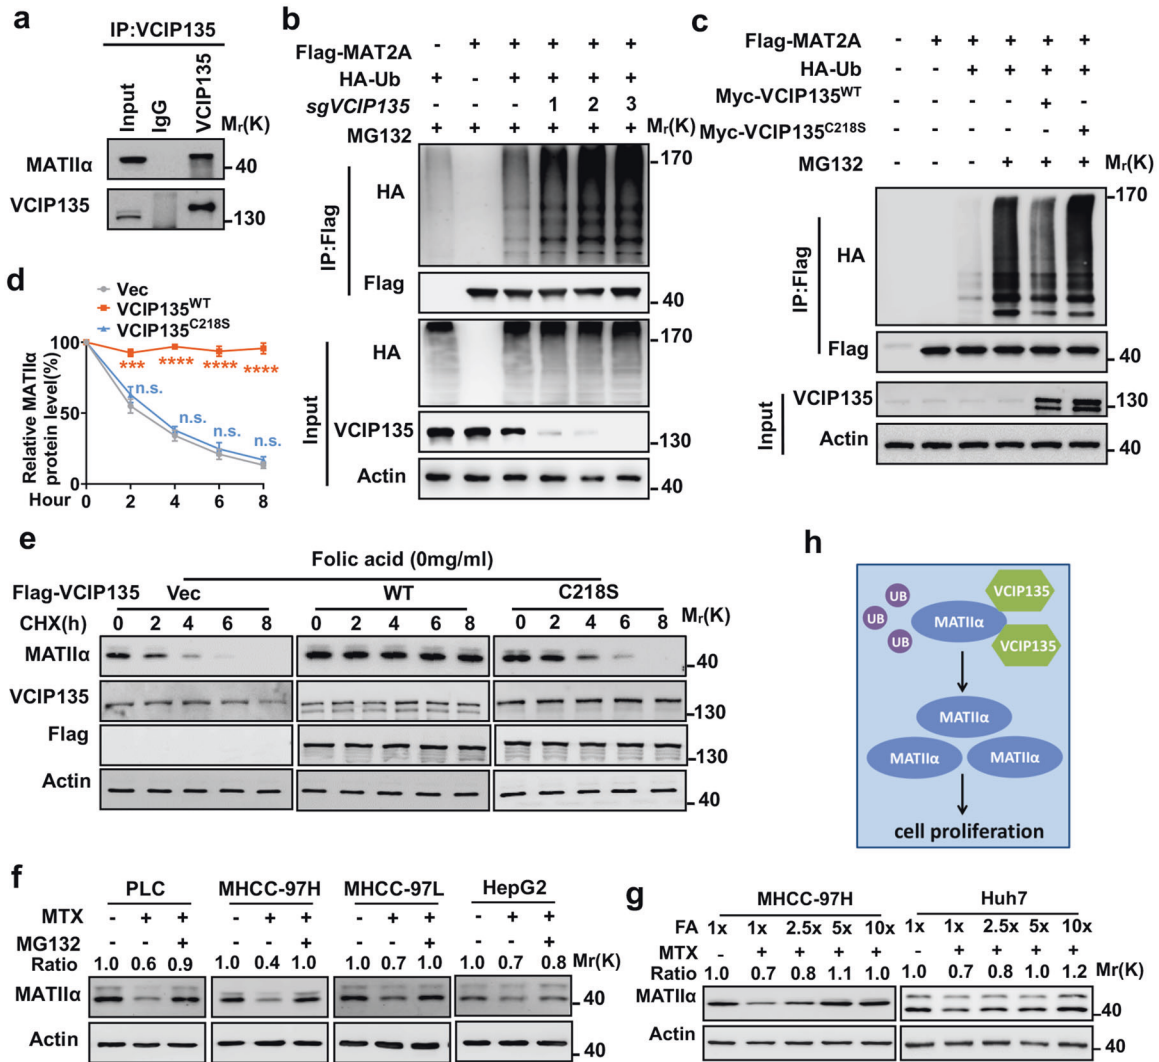 a
IP:VCIP135
Input
IgG
VCIP135
Mr(K)
MATIIα
40
VCIP135
130
b
Flag-MAT2A - + + + + +
HA-Ub + - + + + +
sgVCIP135 - - - 1 2 3
MG132 + + + + + + Mr(K)
IP:Flag
HA
170
Flag
40
Input
HA
170
VCIP135
130
Actin
40
c
Flag-MAT2A - + + + + +
HA-Ub - - + + + +
Myc-VCIP135WT - - - - + -
Myc-VCIP135C218S - - - - - +
MG132 - - - + + + Mr(K)
IP:Flag
HA
170
Flag
40
Input
VCIP135
130
Actin
40
d
Vec
VCIP135WT
VCIP135C218S
Relative MATIIα
protein level(%)
100
50
0
*** **** **** ****
n.s. n.s. n.s. n.s.
Hour 0 2 4 6 8
e
Folic acid (0mg/ml)
Flag-VCIP135 Vec WT C218S
CHX(h) 0 2 4 6 8 0 2 4 6 8 0 2 4 6 8 Mr(K)
MATIIα
40
VCIP135
130
Flag
130
Actin
40
h
UB
UB
UB
MATIIα
VCIP135
VCIP135
MATIIα
MATIIα MATIIα
cell proliferation
f
PLC MHCC-97H MHCC-97L HepG2
MTX - + + - + + - + + - + +
MG132 - - + - - + - - + - - +
Ratio 1.0 0.6 0.9 1.0 0.4 1.0 1.0 0.7 1.0 1.0 0.7 0.8 Mr(K)
MATIIα
40
Actin
40
g
MHCC-97H Huh7
FA 1x 1x 2.5x 5x 10x 1x 1x 2.5x 5x 10x
MTX - + + + + - + + + +
Ratio 1.0 0.7 0.8 1.1 1.0 1.0 0.7 0.8 1.0 1.2 Mr(K)
MATIIα
40
Actin
40